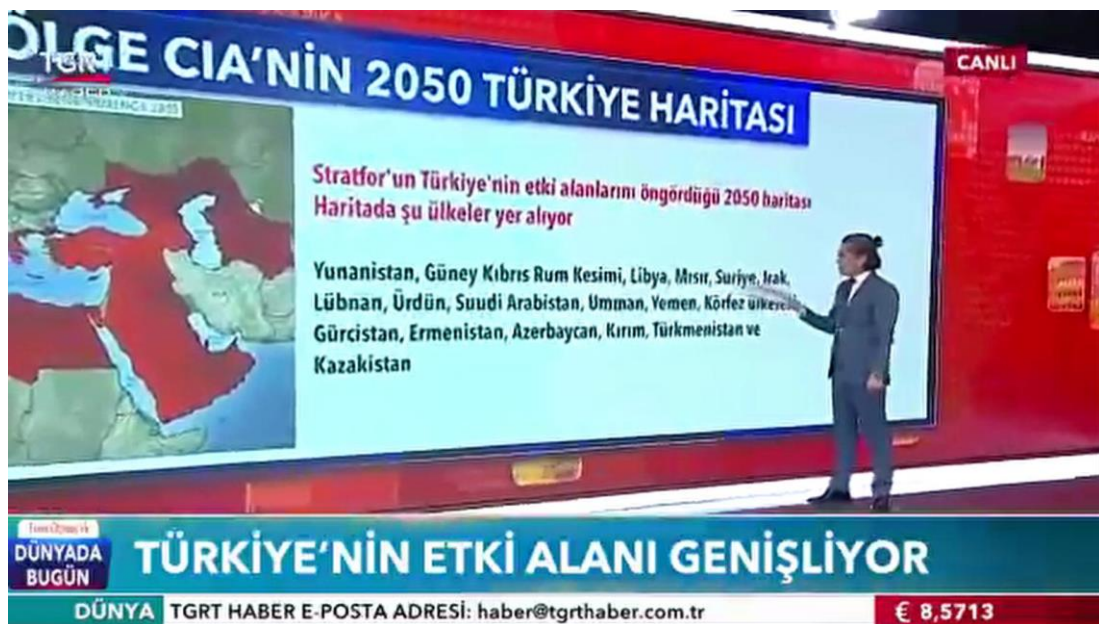 ÖLGE CIA'NİN 2050 TÜRKİYE HARİTASI
TGRT
HABER
CANLI
Stratfor'un Türkiye'nin etki alanlarını öngördüğü 2050 haritası
Haritada şu ülkeler yer alıyor
Yunanistan, Güney Kıbrıs Rum Kesimi, Libya, Mısır, Suriye, Irak,
Lübnan, Ürdün, Suudi Arabistan, Umman, Yemen, Körfez
Gürcistan, Ermenistan, Azerbaycan, Kırım, Türkmenistan ve
Kazakistan
DÜNYADA
BUGÜN
TÜRKİYE'NİN ETKİ ALANI GENİŞLİYOR
DÜNYA TGRT HABER E-POSTA ADRESİ: haber@tgrthaber.com.tr € 8,5713